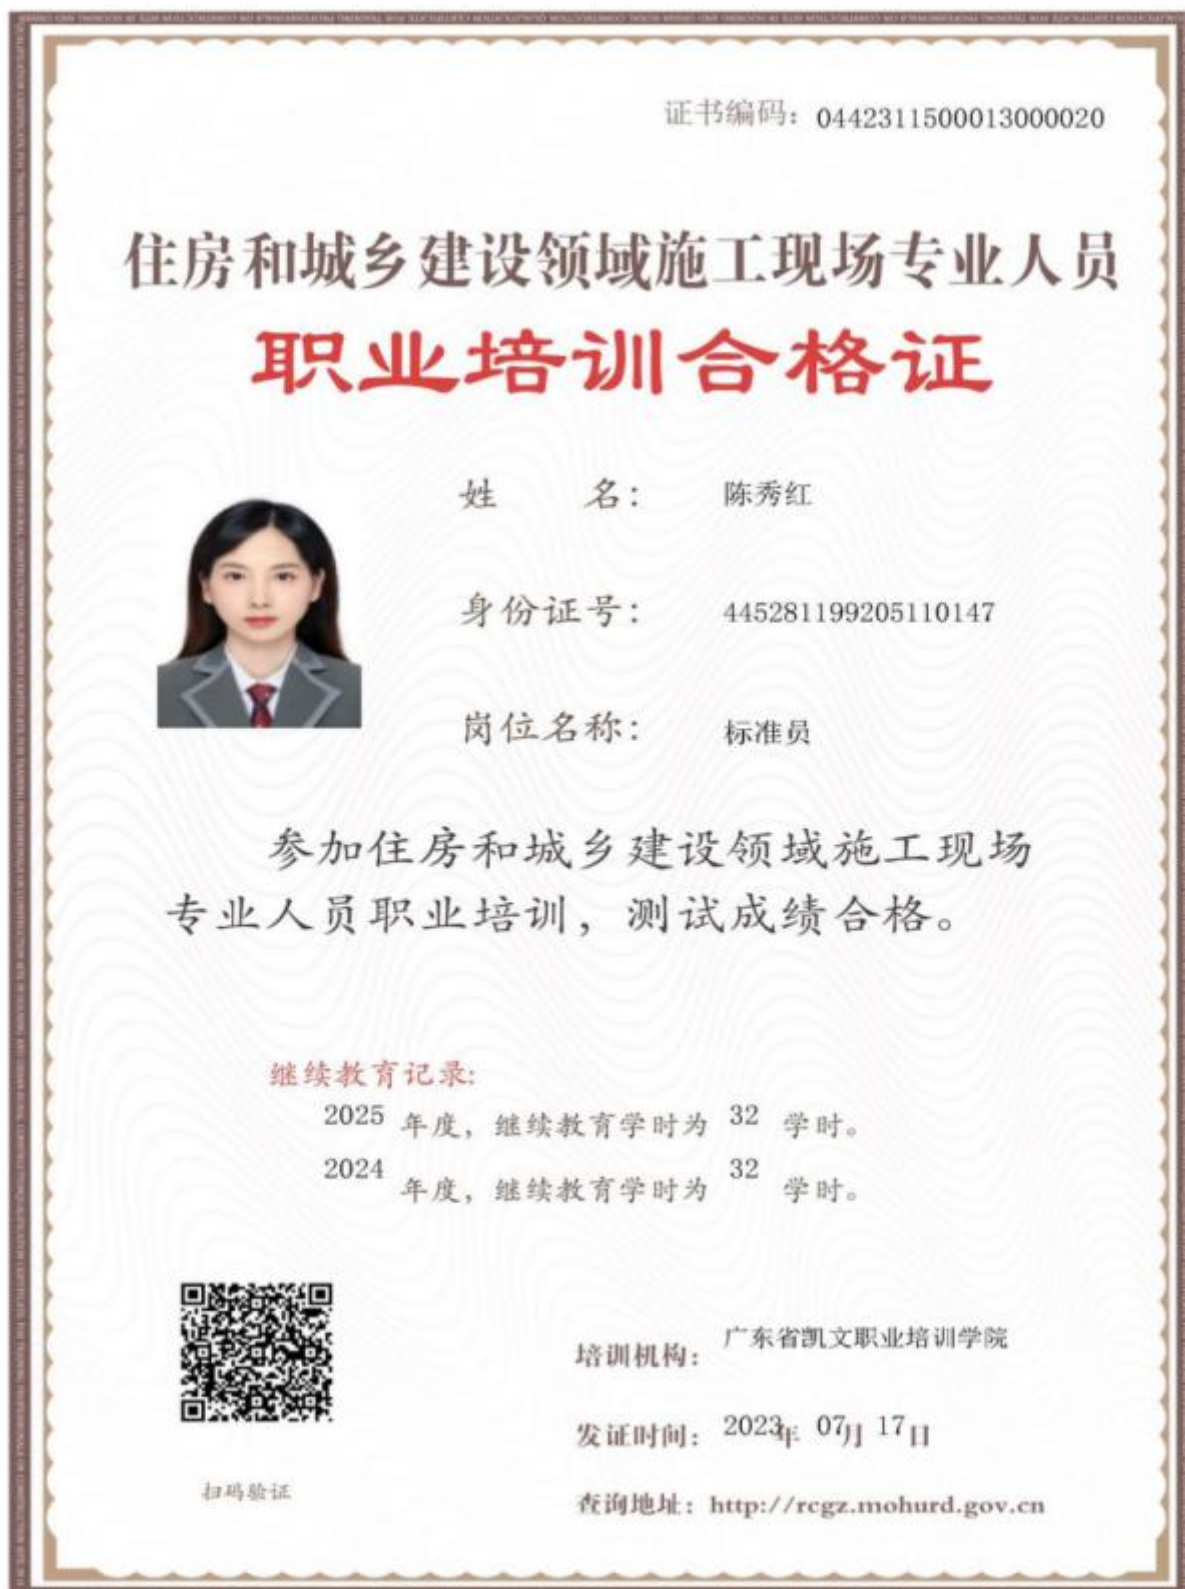 证书编码：0442311500013000020
住房和城乡建设领域施工现场专业人员
职业培训合格证
姓 名：陈秀红
身份证号：445281199205110147
岗位名称：标准员
参加住房和城乡建设领域施工现场
专业人员职业培训，测试成绩合格。
继续教育记录:
2025 年度，继续教育学时为 32 学时。
2024 年度，继续教育学时为 32 学时。
培训机构：广东省凯文职业培训学院
发证时间：2023年 07月 17日
扫码验证
查询地址：http://rcgz.mohurd.gov.cn